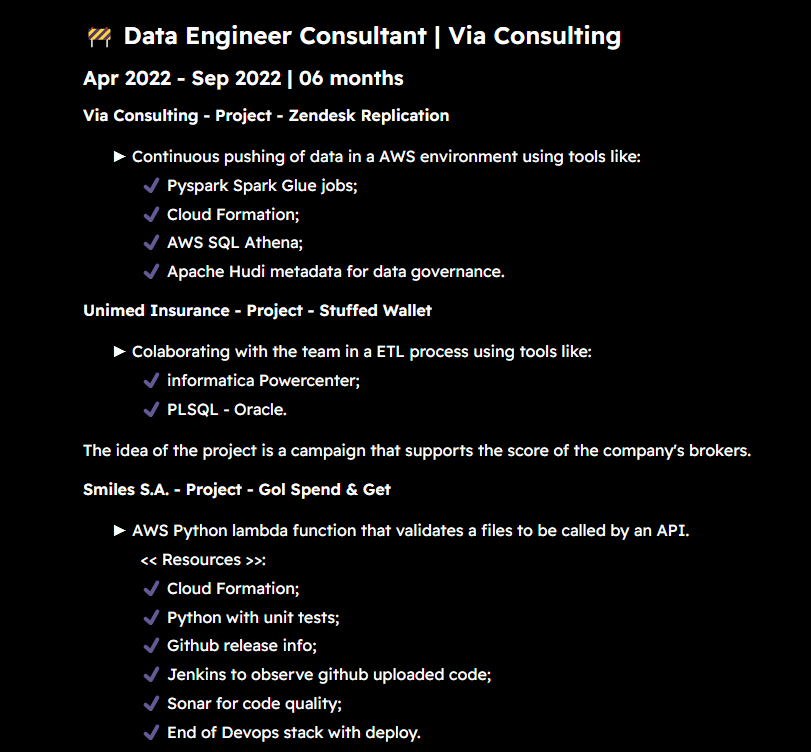 🚧 Data Engineer Consultant | Via Consulting
Apr 2022 - Sep 2022 | 06 months
Via Consulting - Project - Zendesk Replication
► Continuous pushing of data in a AWS environment using tools like:
✔ Pyspark Spark Glue jobs;
✔ Cloud Formation;
✔ AWS SQL Athena;
✔ Apache Hudi metadata for data governance.
Unimed Insurance - Project - Stuffed Wallet
► Colaborating with the team in a ETL process using tools like:
✔ informatica Powercenter;
✔ PLSQL - Oracle.
The idea of the project is a campaign that supports the score of the company's brokers.
Smiles S.A. - Project - Gol Spend & Get
► AWS Python lambda function that validates a files to be called by an API.
<< Resources >>:
✔ Cloud Formation;
✔ Python with unit tests;
✔ Github release info;
✔ Jenkins to observe github uploaded code;
✔ Sonar for code quality;
✔ End of Devops stack with deploy.